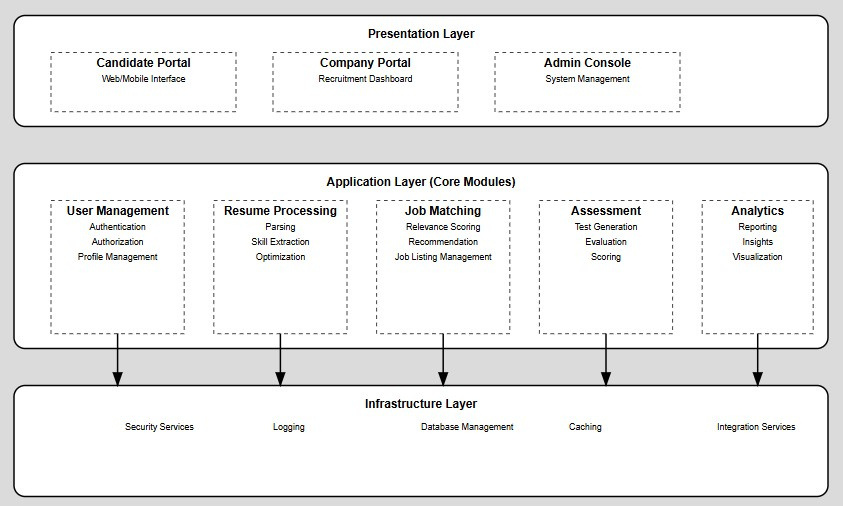 Presentation Layer
Candidate Portal
Web/Mobile Interface
Company Portal
Recruitment Dashboard
Admin Console
System Management
Application Layer (Core Modules)
User Management
Authentication
Authorization
Profile Management
Resume Processing
Parsing
Skill Extraction
Optimization
Job Matching
Relevance Scoring
Recommendation
Job Listing Management
Assessment
Test Generation
Evaluation
Scoring
Analytics
Reporting
Insights
Visualization
Infrastructure Layer
Security Services
Logging
Database Management
Caching
Integration Services